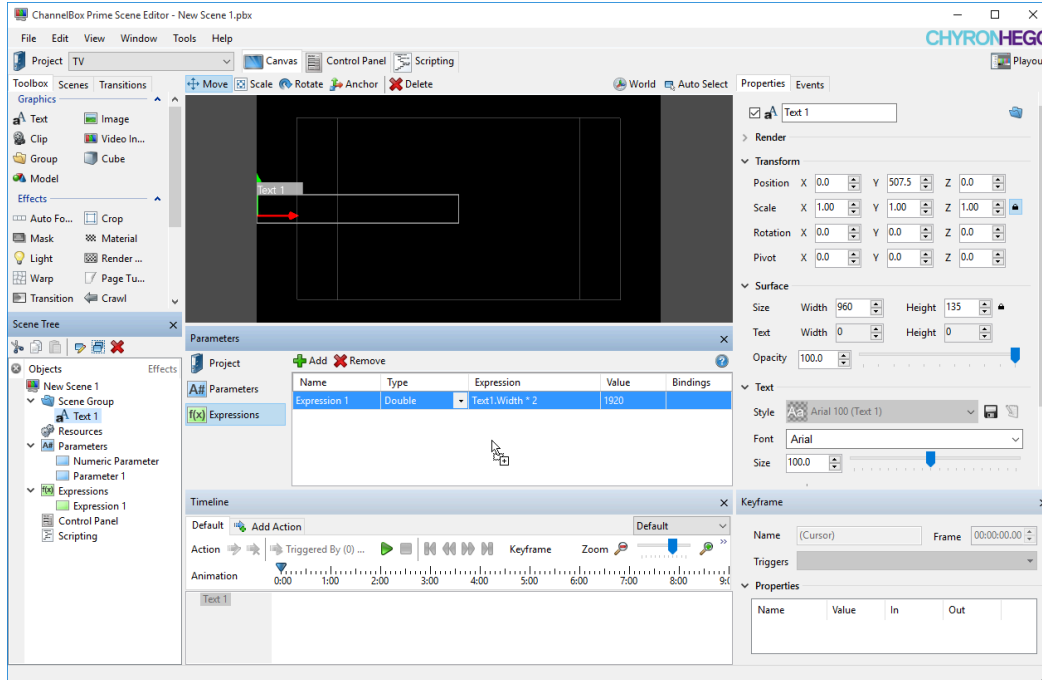 ChannelBox Prime Scene Editor - New Scene 1.pbx
File Edit View Window Tools Help
CHYRONHEGO
Project TV Canvas Control Panel Scripting Playou
Toolbox Scenes Transitions Move Scale Rotate Anchor Delete World Auto Select Properties Events
Graphics
Text Image
Clip Video In...
Group Cube
Model
Effects
Auto Fo... Crop
Mask Material
Light Render ...
Warp Page Tu...
Transition Crawl
Text 1
Text 1
Render
Transform
Position X 0.0 Y 507.5 Z 0.0
Scale X 1.00 Y 1.00 Z 1.00
Rotation X 0.0 Y 0.0 Z 0.0
Pivot X 0.0 Y 0.0 Z 0.0
Surface
Size Width 960 Height 135
Text Width 0 Height 0
Opacity 100.0
Text
Style Aa Arial 100 (Text 1)
Font Arial
Size 100.0
Scene Tree
Objects Effects
New Scene 1
Scene Group
Text 1
Resources
Parameters
Numeric Parameter
Parameter 1
Expressions
Expression 1
Control Panel
Scripting
Parameters
Project Add Remove
A# Parameters
f(x) Expressions
Name Type Expression Value Bindings
Expression 1 Double Text1.Width * 2 1920
Timeline
Default Add Action Default
Action Triggered By (0) ... Keyframe Zoom
Animation 0:00 1:00 2:00 3:00 4:00 5:00 6:00 7:00 8:00 9:0
Text 1
Keyframe
Name (Cursor) Frame 00:00:00.00
Triggers
Properties
Name Value In Out